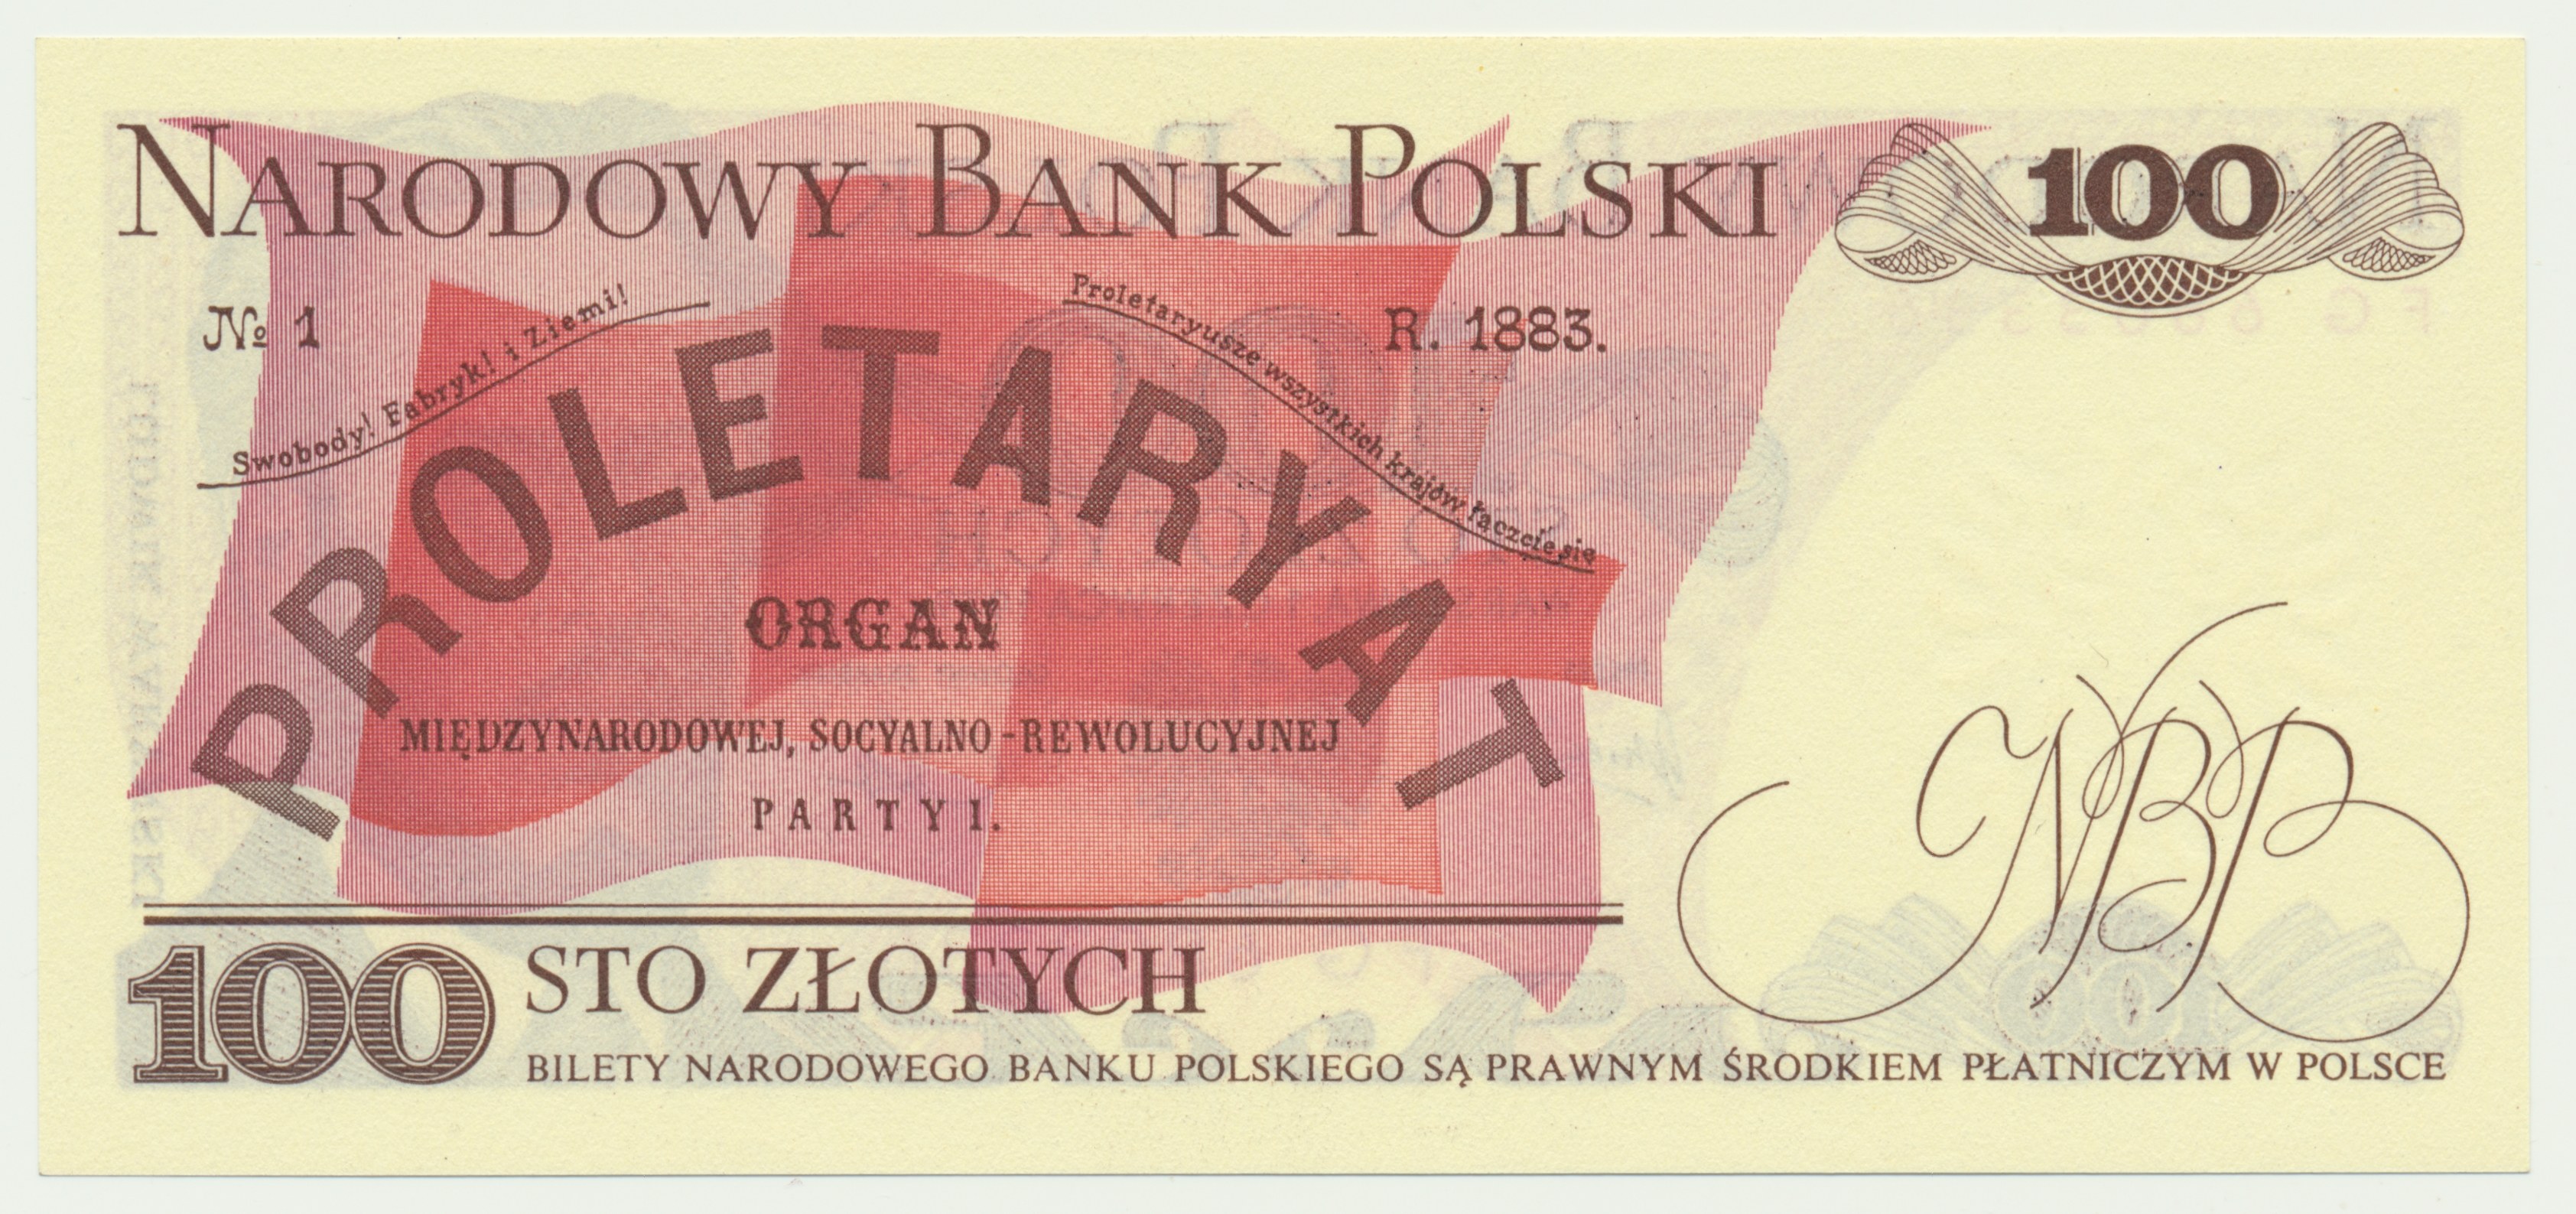 NARODOWY BANK POLSKI
100
№ 1
Swobody! Fabryk! i Ziemi!
Proletaryusze wszystkich krajów łączcie się
R. 1883.
PROLETARYAT
ORGAN
MIĘDZYNARODOWEJ, SOCYALNO-REWOLUCYJNEJ
PARTYI.
NBP
100
STO ZŁOTYCH
BILETY NARODOWEGO BANKU POLSKIEGO SĄ PRAWNYM ŚRODKIEM PŁATNICZYM W POLSCE